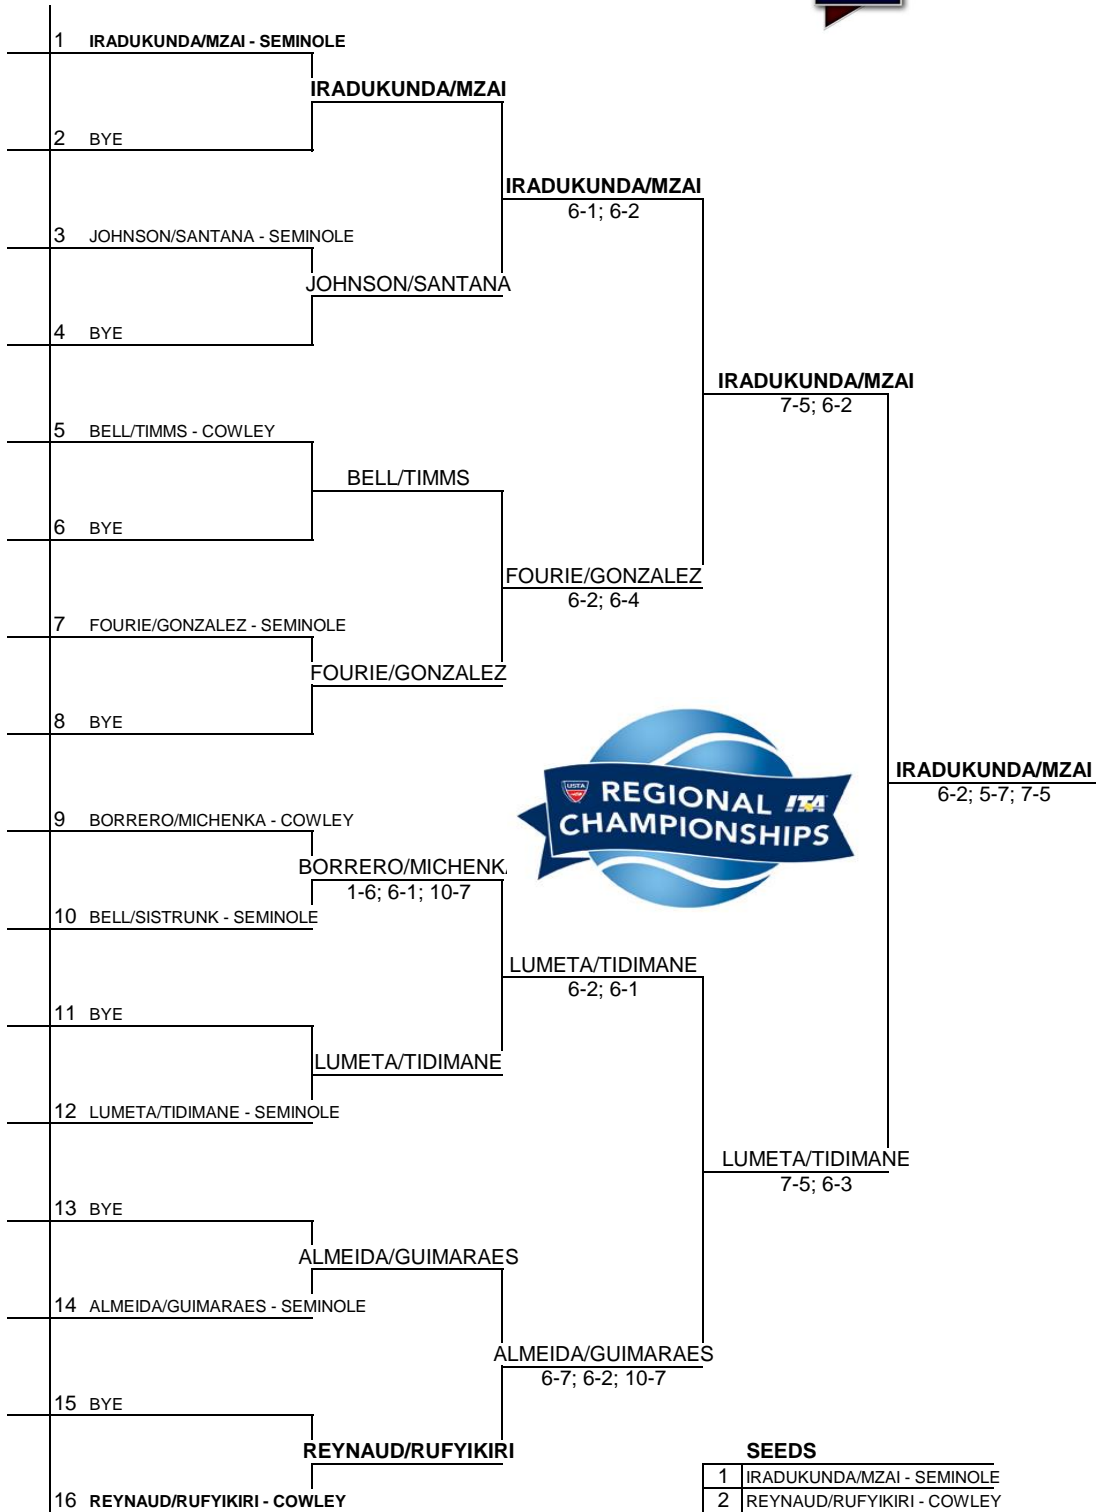 1 IRADUKUNDA/MZAI - SEMINOLE
IRADUKUNDA/MZAI
2 BYE
IRADUKUNDA/MZAI
6-1; 6-2
3 JOHNSON/SANTANA - SEMINOLE
JOHNSON/SANTANA
4 BYE
IRADUKUNDA/MZAI
7-5; 6-2
5 BELL/TIMMS - COWLEY
BELL/TIMMS
6 BYE
FOURIE/GONZALEZ
6-2; 6-4
7 FOURIE/GONZALEZ - SEMINOLE
FOURIE/GONZALEZ
8 BYE
IRADUKUNDA/MZAI
6-2; 5-7; 7-5
USTA
REGIONAL ITA
CHAMPIONSHIPS
9 BORRERO/MICHENKA - COWLEY
BORRERO/MICHENK
1-6; 6-1; 10-7
10 BELL/SISTRUNK - SEMINOLE
LUMETA/TIDIMANE
6-2; 6-1
11 BYE
LUMETA/TIDIMANE
12 LUMETA/TIDIMANE - SEMINOLE
LUMETA/TIDIMANE
7-5; 6-3
13 BYE
ALMEIDA/GUIMARAES
14 ALMEIDA/GUIMARAES - SEMINOLE
ALMEIDA/GUIMARAES
6-7; 6-2; 10-7
15 BYE
REYNAUD/RUFYIKIRI
16 REYNAUD/RUFYIKIRI - COWLEY
SEEDS
1 IRADUKUNDA/MZAI - SEMINOLE
2 REYNAUD/RUFYIKIRI - COWLEY